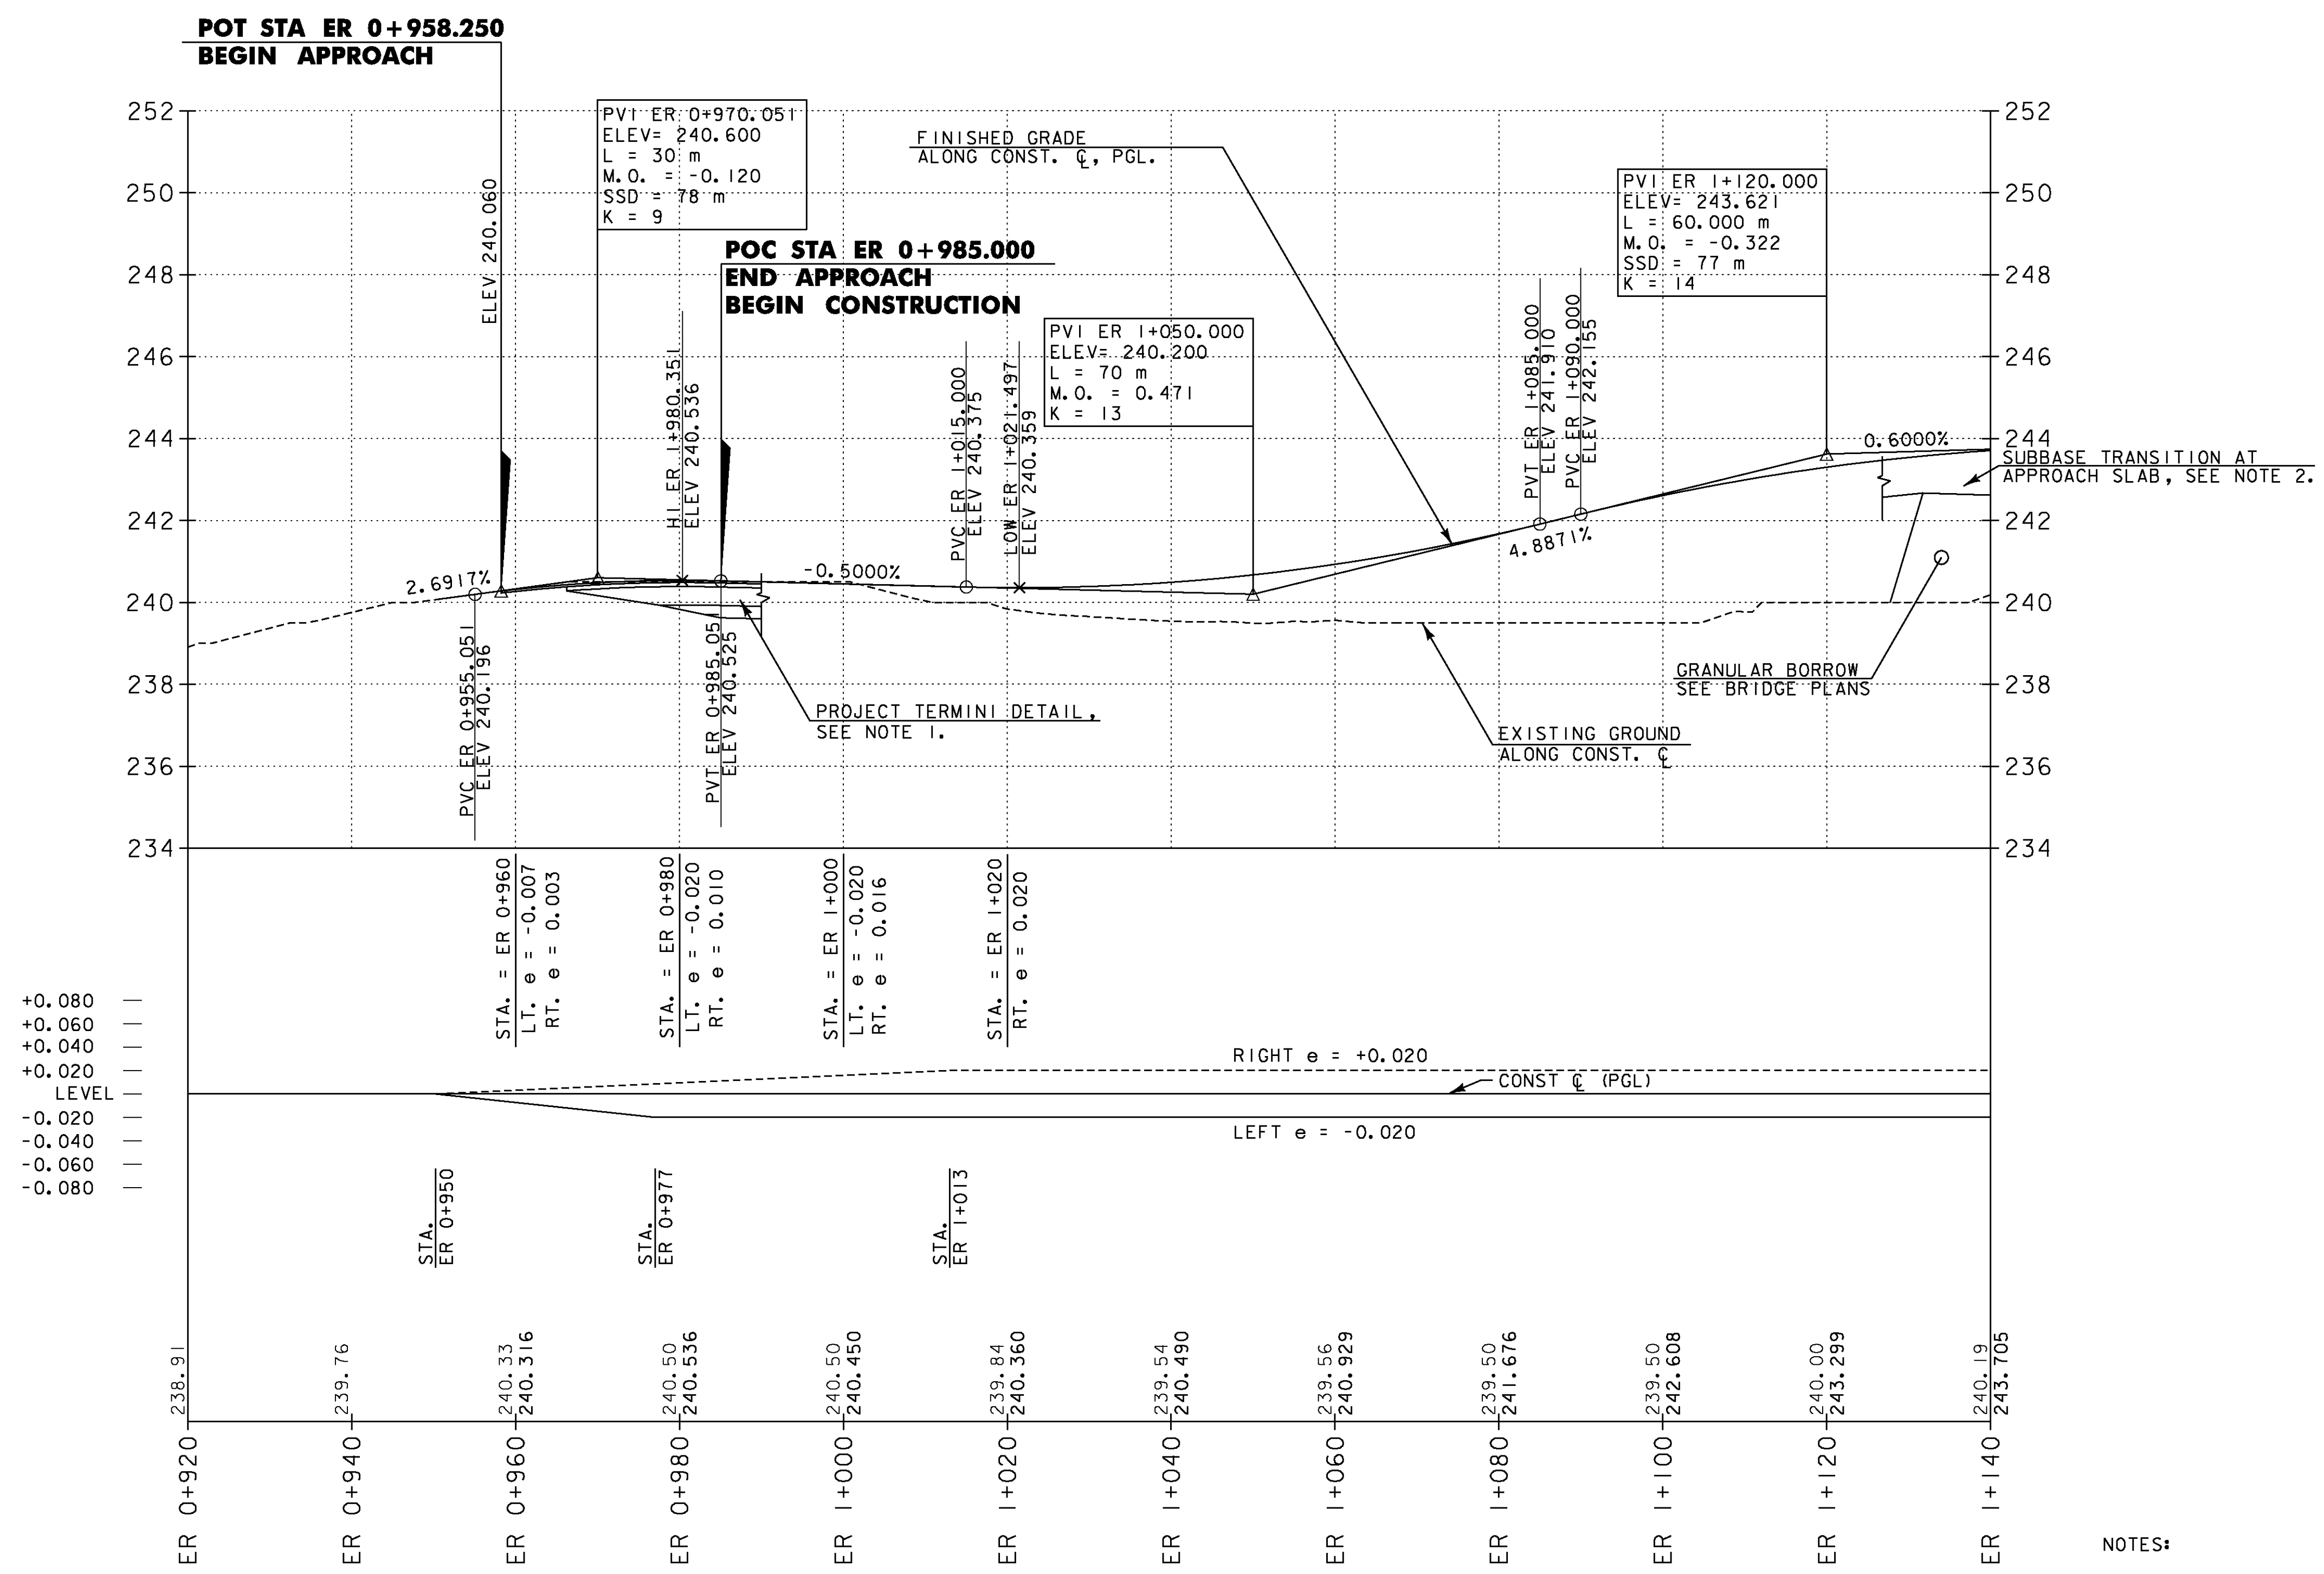 POT STA ER 0+958.250
BEGIN APPROACH
ELEV 240.060
PVI ER 0+970.051
ELEV= 240.600
L = 30 m
M.O. = -0.120
SSD = 78 m
K = 9
POC STA ER 0+985.000
END APPROACH
BEGIN CONSTRUCTION
FINISHED GRADE
ALONG CONST. ℄, PGL.
PVI ER 1+050.000
ELEV= 240.200
L = 70 m
M.O. = 0.471
K = 13
PVI ER 1+120.000
ELEV= 243.621
L = 60.000 m
M.O. = -0.322
SSD = 77 m
K = 14
252
250
248
246
244
242
240
238
236
234
252
250
248
246
244
242
240
238
236
234
HI ER 1+980.351
ELEV 240.536
PVC ER 1+015.000
ELEV 240.375
LOW ER 1+021.497
ELEV 240.359
PVT ER 1+085.000
ELEV 241.910
PVC ER 1+090.000
ELEV 242.155
2.6917%
-0.5000%
4.8871%
0.6000%
SUBBASE TRANSITION AT
APPROACH SLAB, SEE NOTE 2.
PVC ER 0+955.051
ELEV 240.196
PVT ER 0+985.051
ELEV 240.525
PROJECT TERMINI DETAIL,
SEE NOTE 1.
EXISTING GROUND
ALONG CONST. ℄
GRANULAR BORROW
SEE BRIDGE PLANS
STA. = ER 0+960
LT. e = -0.007
RT. e = 0.003
STA. = ER 0+980
LT. e = -0.020
RT. e = 0.010
STA. = ER 1+000
LT. e = -0.020
RT. e = 0.016
STA. = ER 1+020
RT. e = 0.020
+0.080
+0.060
+0.040
+0.020
LEVEL
-0.020
-0.040
-0.060
-0.080
RIGHT e = +0.020
CONST ℄ (PGL)
LEFT e = -0.020
STA.
ER 0+950
STA.
ER 0+977
STA.
ER 1+013
238.91
239.76
240.33
240.316
240.50
240.536
240.50
240.450
239.84
240.360
239.54
240.490
239.56
240.929
239.50
241.676
239.50
242.608
240.00
243.299
240.19
243.705
ER 0+920
ER 0+940
ER 0+960
ER 0+980
ER 1+000
ER 1+020
ER 1+040
ER 1+060
ER 1+080
ER 1+100
ER 1+120
ER 1+140
NOTES: